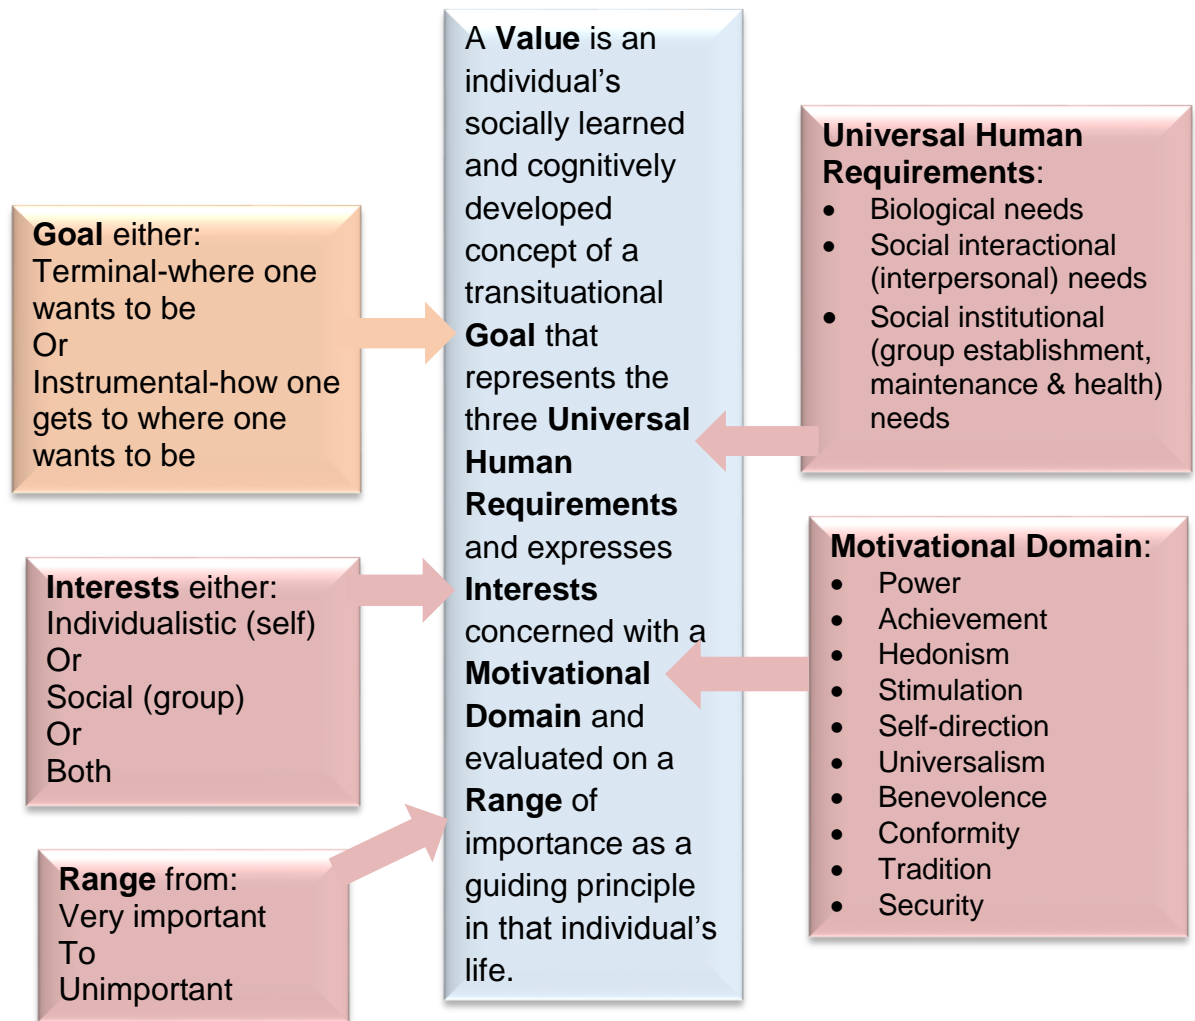 A Value is an
individual’s
socially learned
and cognitively
developed
concept of a
transituational
Goal that
represents the
three Universal
Human
Requirements
and expresses
Interests
concerned with a
Motivational
Domain and
evaluated on a
Range of
importance as a
guiding principle
in that individual’s
life.
Goal either:
Terminal-where one
wants to be
Or
Instrumental-how one
gets to where one
wants to be
Interests either:
Individualistic (self)
Or
Social (group)
Or
Both
Range from:
Very important
To
Unimportant
Universal Human
Requirements:
• Biological needs
• Social interactional
(interpersonal) needs
• Social institutional
(group establishment,
maintenance & health)
needs
Motivational Domain:
• Power
• Achievement
• Hedonism
• Stimulation
• Self-direction
• Universalism
• Benevolence
• Conformity
• Tradition
• Security